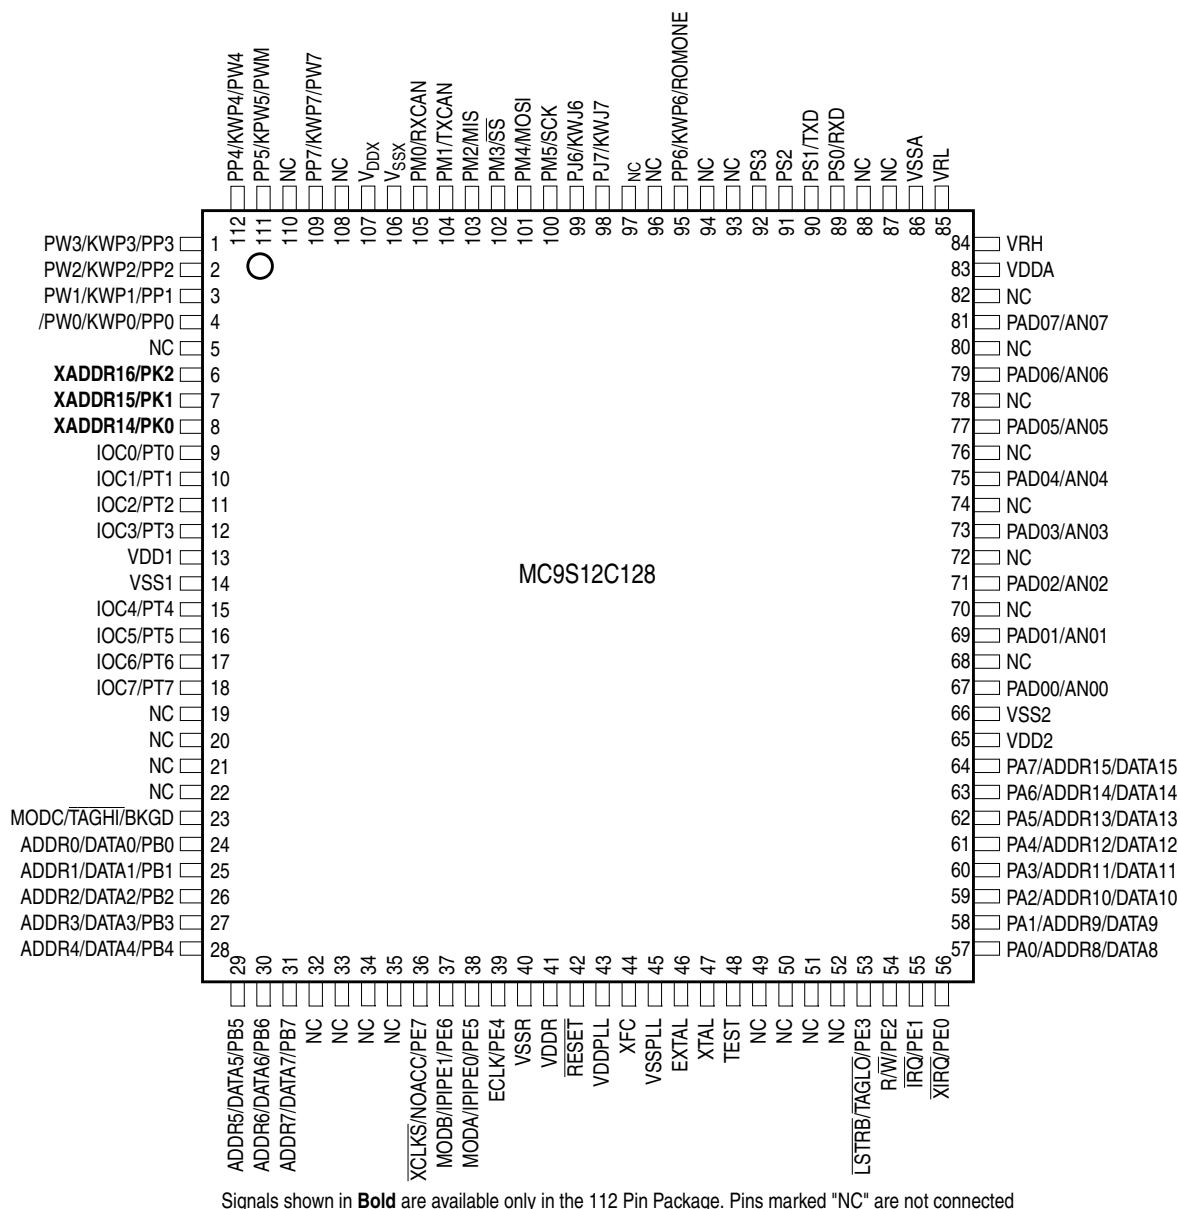 PP4/KWP4/PW4
PP5/KPW5/PWM
NC
PP7/KWP7/PW7
NC
VDDX
VSSX
PM0/RXCAN
PM1/TXCAN
PM2/MIS
PM3/SS
PM4/MOSI
PM5/SCK
PJ6/KWJ6
PJ7/KWJ7
NC
NC
PP6/KWP6/ROMONE
NC
NC
PS3
PS2
PS1/TXD
PS0/RXD
NC
NC
VSSA
VRL
112 111 110 109 108 107 106 105 104 103 102 101 100 99 98 97 96 95 94 93 92 91 90 89 88 87 86 85
PW3/KWP3/PP3 1
PW2/KWP2/PP2 2
PW1/KWP1/PP1 3
/PW0/KWP0/PP0 4
NC 5
XADDR16/PK2 6
XADDR15/PK1 7
XADDR14/PK0 8
IOC0/PT0 9
IOC1/PT1 10
IOC2/PT2 11
IOC3/PT3 12
VDD1 13
VSS1 14
IOC4/PT4 15
IOC5/PT5 16
IOC6/PT6 17
IOC7/PT7 18
NC 19
NC 20
NC 21
NC 22
MODC/TAGHI/BKGD 23
ADDR0/DATA0/PB0 24
ADDR1/DATA1/PB1 25
ADDR2/DATA2/PB2 26
ADDR3/DATA3/PB3 27
ADDR4/DATA4/PB4 28
MC9S12C128
84 VRH
83 VDDA
82 NC
81 PAD07/AN07
80 NC
79 PAD06/AN06
78 NC
77 PAD05/AN05
76 NC
75 PAD04/AN04
74 NC
73 PAD03/AN03
72 NC
71 PAD02/AN02
70 NC
69 PAD01/AN01
68 NC
67 PAD00/AN00
66 VSS2
65 VDD2
64 PA7/ADDR15/DATA15
63 PA6/ADDR14/DATA14
62 PA5/ADDR13/DATA13
61 PA4/ADDR12/DATA12
60 PA3/ADDR11/DATA11
59 PA2/ADDR10/DATA10
58 PA1/ADDR9/DATA9
57 PA0/ADDR8/DATA8
29 30 31 32 33 34 35 36 37 38 39 40 41 42 43 44 45 46 47 48 49 50 51 52 53 54 55 56
ADDR5/DATA5/PB5
ADDR6/DATA6/PB6
ADDR7/DATA7/PB7
NC
NC
NC
NC
XCLKS/NOACC/PE7
MODB/IPIPE1/PE6
MODA/IPIPE0/PE5
ECLK/PE4
VSSR
VDDR
RESET
VDDPLL
XFC
VSSPLL
EXTAL
XTAL
TEST
NC
NC
NC
NC
LSTRB/TAGLO/PE3
R/W/PE2
IRQ/PE1
XIRQ/PE0
Signals shown in Bold are available only in the 112 Pin Package. Pins marked "NC" are not connected